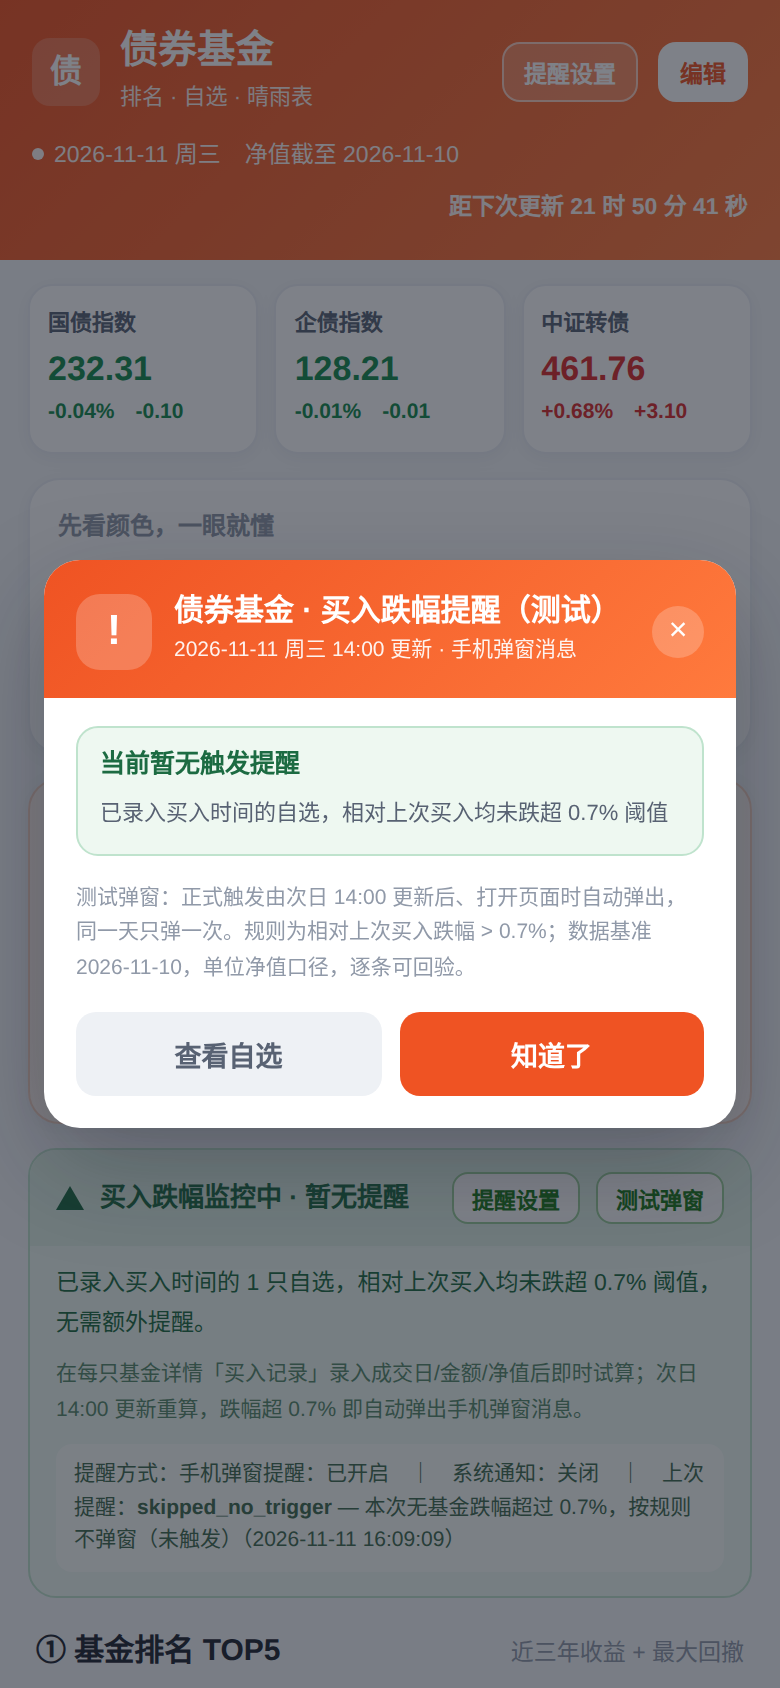 债
债券基金
排名 · 自选 · 晴雨表
提醒设置
编辑
2026-11-11 周三 净值截至 2026-11-10
距下次更新 21 时 50 分 41 秒
国债指数
232.31
-0.04% -0.10
企债指数
128.21
-0.01% -0.01
中证转债
461.76
+0.68% +3.10
先看颜色，一眼就懂
!
债券基金 · 买入跌幅提醒（测试）
2026-11-11 周三 14:00 更新 · 手机弹窗消息
×
当前暂无触发提醒
已录入买入时间的自选，相对上次买入均未跌超 0.7% 阈值
测试弹窗：正式触发由次日 14:00 更新后、打开页面时自动弹出，
同一天只弹一次。规则为相对上次买入跌幅 > 0.7%；数据基准
2026-11-10，单位净值口径，逐条可回验。
查看自选
知道了
▲ 买入跌幅监控中 · 暂无提醒
提醒设置
测试弹窗
已录入买入时间的 1 只自选，相对上次买入均未跌超 0.7% 阈值，
无需额外提醒。
在每只基金详情「买入记录」录入成交日/金额/净值后即时试算；次日
14:00 更新重算，跌幅超 0.7% 即自动弹出手机弹窗消息。
提醒方式：手机弹窗提醒：已开启 ｜ 系统通知：关闭 ｜ 上次
提醒：skipped_no_trigger — 本次无基金跌幅超过 0.7%，按规则
不弹窗（未触发）（2026-11-11 16:09:09）
① 基金排名 TOP5
近三年收益 + 最大回撤